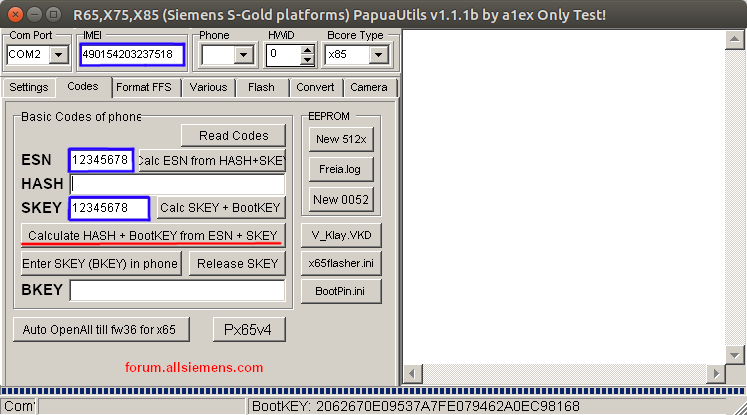 R65,X75,X85 (Siemens S-Gold platforms) PapuaUtils v1.1.1b by a1ex Only Test!
Com Port IMEI Phone HWID Bcore Type
COM2 490154203237518 0 x85
Settings Codes Format FFS Various Flash Convert Camera
Basic Codes of phone EEPROM
Read Codes New 512x
ESN 12345678 Calc ESN from HASH+SKEY Freia.log
HASH
SKEY 12345678 Calc SKEY + BootKEY New 0052
Calculate HASH + BootKEY from ESN + SKEY V_Klay.VKD
Enter SKEY (BKEY) in phone Release SKEY x65flasher.ini
BKEY BootPin.ini
Auto OpenAll till fw36 for x65 Px65v4
forum.allsiemens.com
Com BootKEY: 2062670E09537A7FE079462A0EC98168